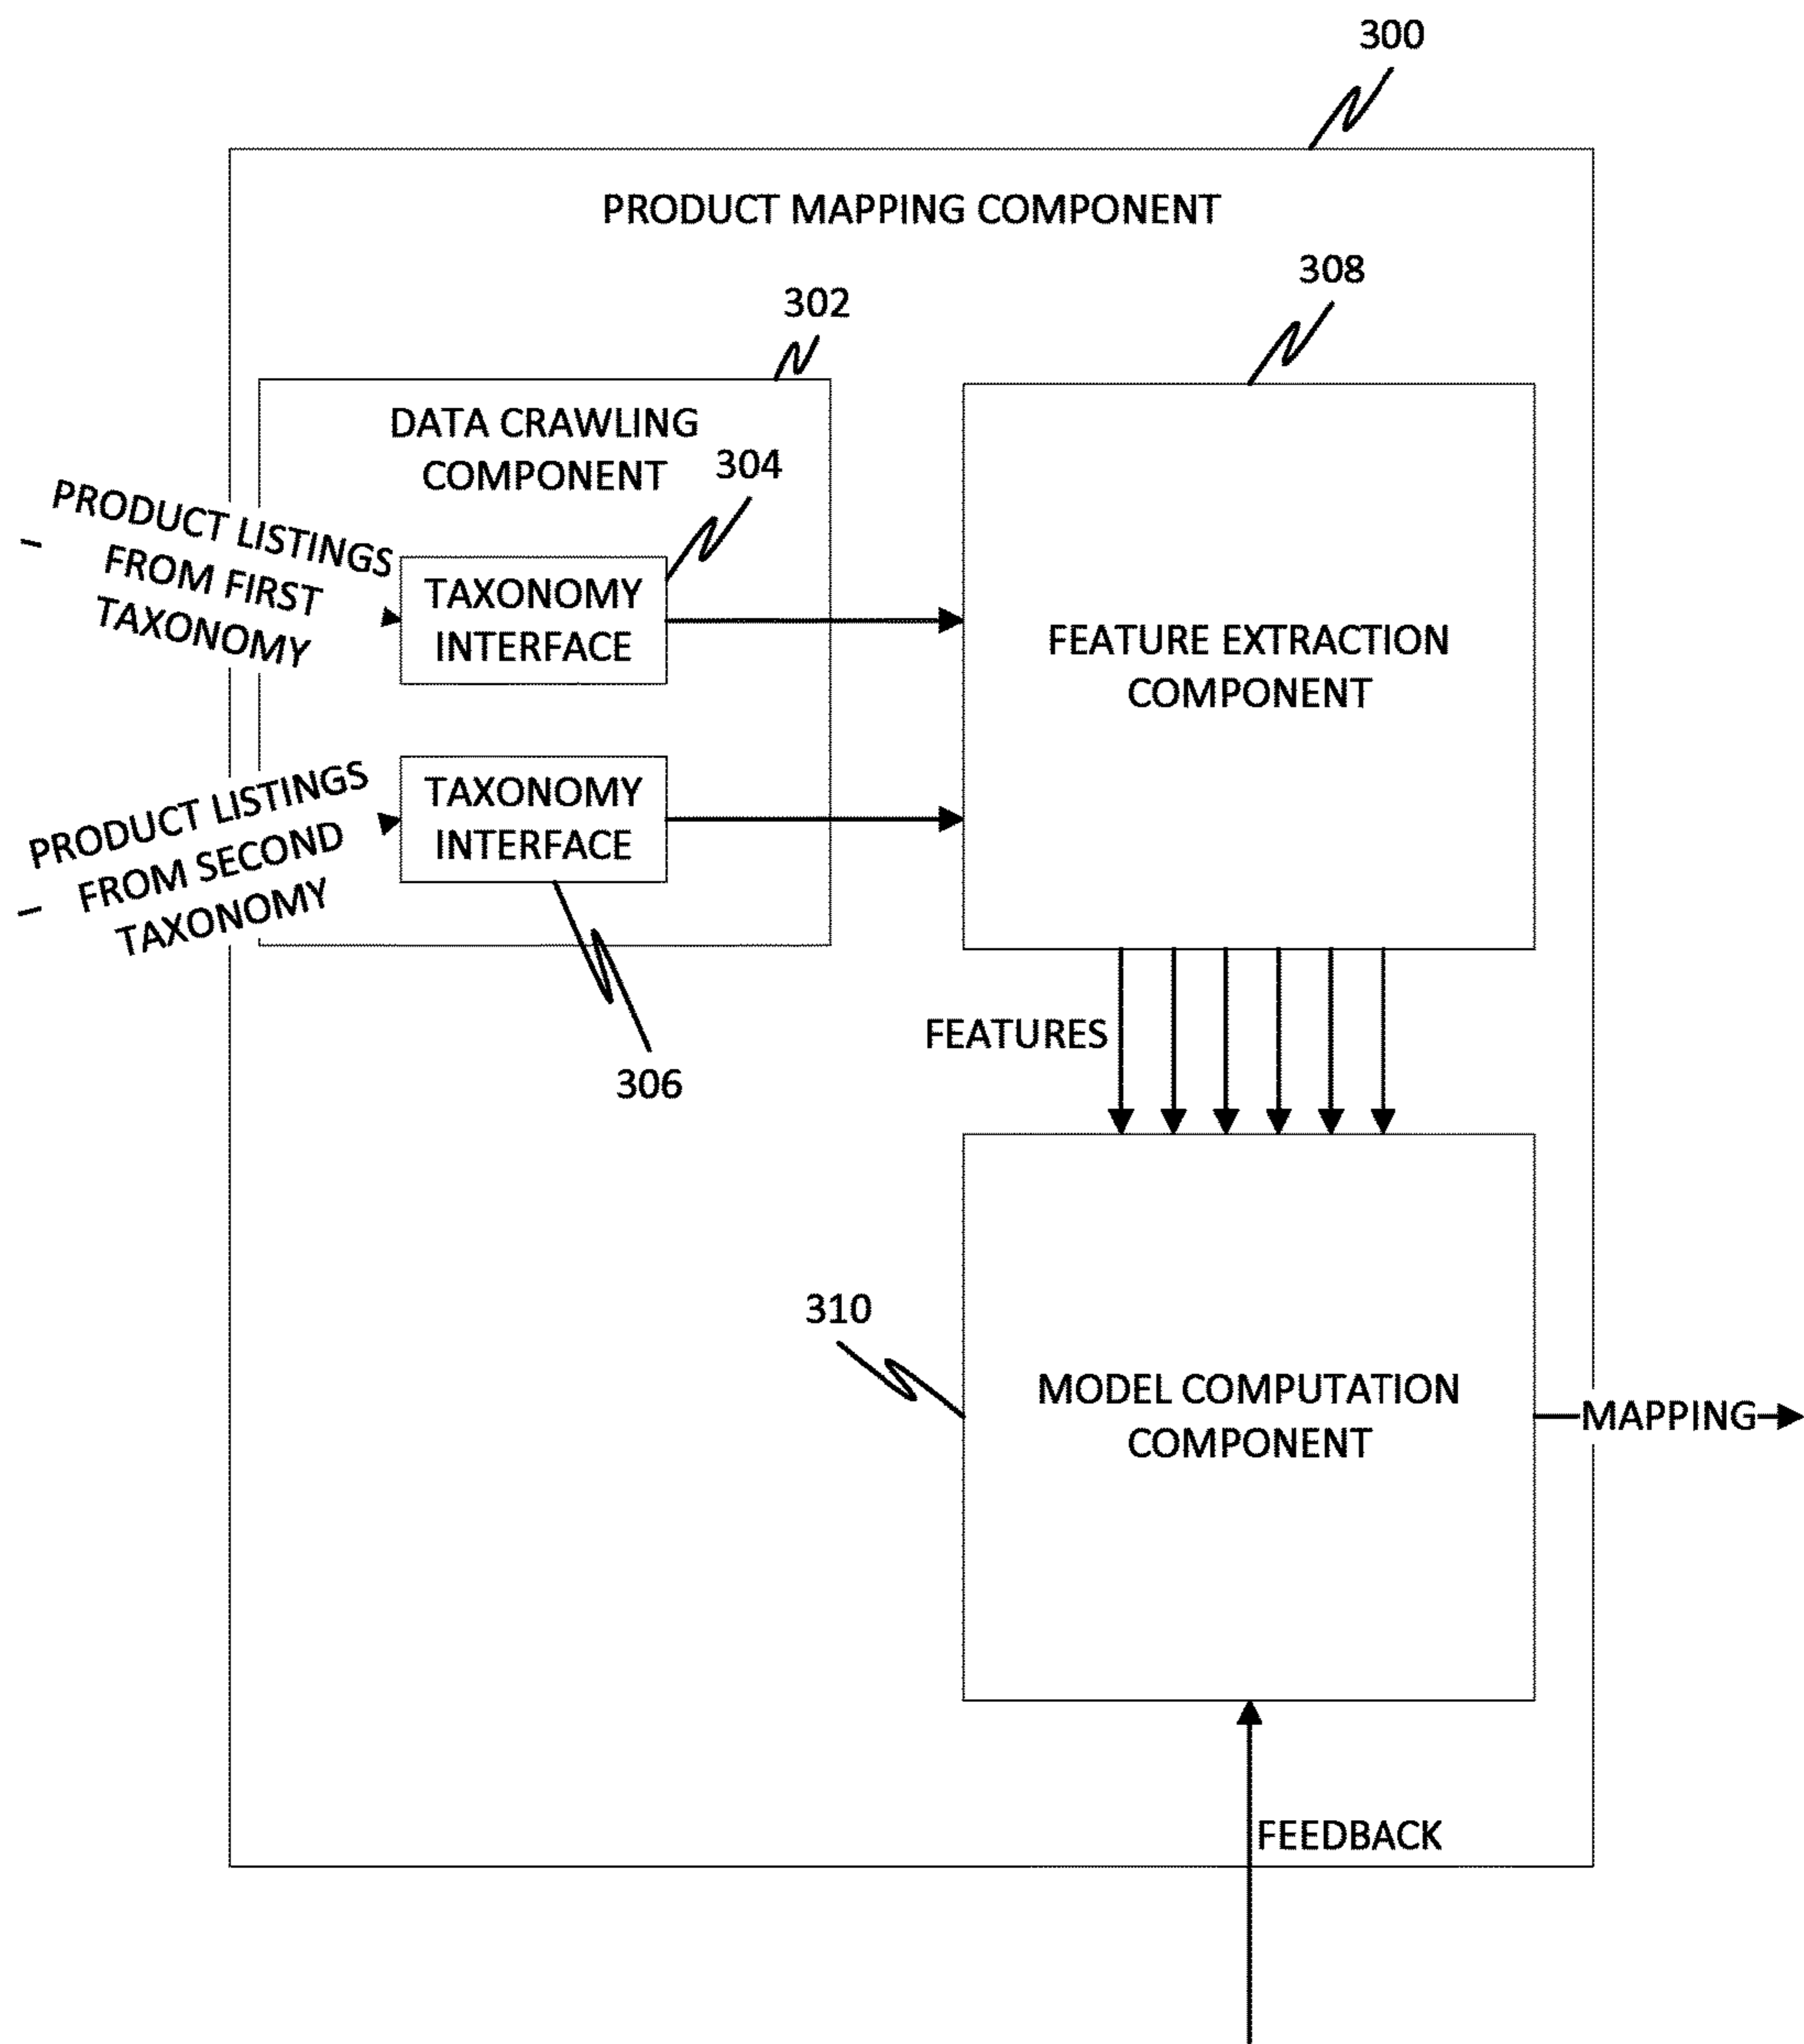 300
PRODUCT MAPPING COMPONENT
308
302
DATA CRAWLING
COMPONENT
304
PRODUCT LISTINGS
FROM FIRST
TAXONOMY
TAXONOMY
INTERFACE
FEATURE EXTRACTION
COMPONENT
PRODUCT LISTINGS
FROM SECOND
TAXONOMY
TAXONOMY
INTERFACE
306
FEATURES
310
MODEL COMPUTATION
COMPONENT
MAPPING
FEEDBACK